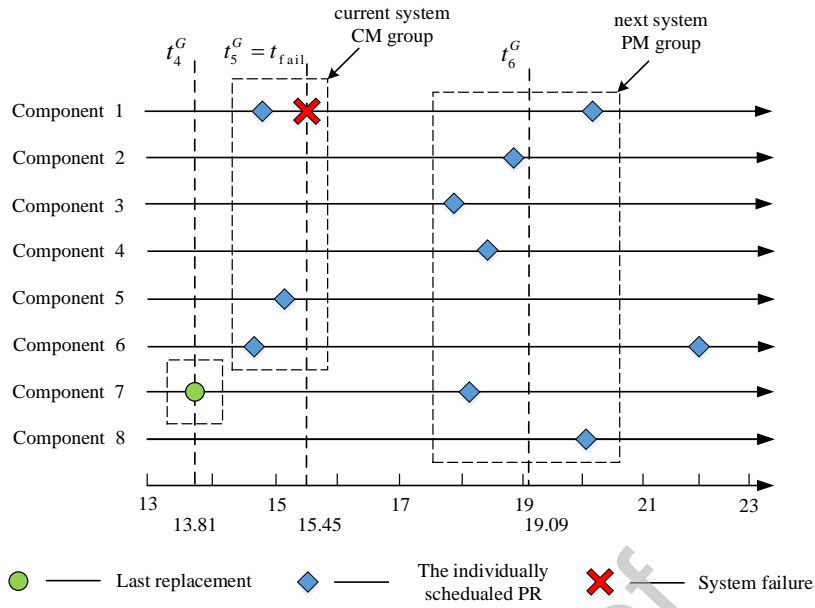 current system
CM group
next system
PM group
t_4^G
t_5^G = t_fail
t_6^G
Component 1
Component 2
Component 3
Component 4
Component 5
Component 6
Component 7
Component 8
13 15 17 19 21 23
13.81 15.45 19.09
Last replacement
The individually
schedualed PR
System failure